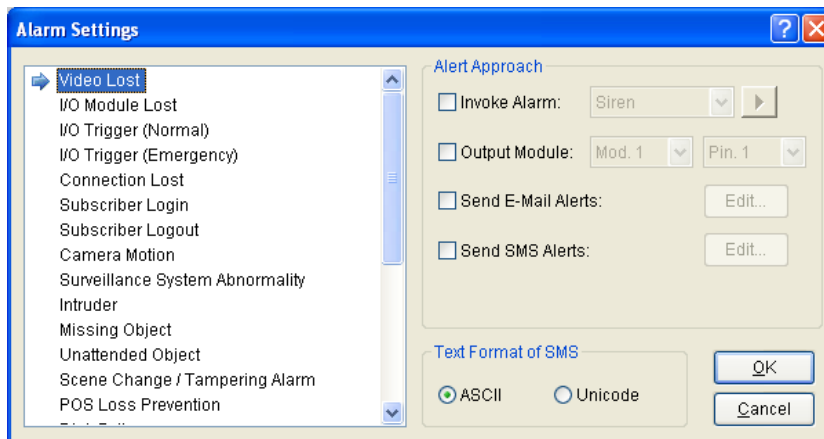 Alarm Settings
Video Lost
I/O Module Lost
I/O Trigger (Normal)
I/O Trigger (Emergency)
Connection Lost
Subscriber Login
Subscriber Logout
Camera Motion
Surveillance System Abnormality
Intruder
Missing Object
Unattended Object
Scene Change / Tampering Alarm
POS Loss Prevention
Alert Approach
Invoke Alarm: Siren
Output Module: Mod. 1 Pin. 1
Send E-Mail Alerts: Edit...
Send SMS Alerts: Edit...
Text Format of SMS
ASCII Unicode
OK
Cancel